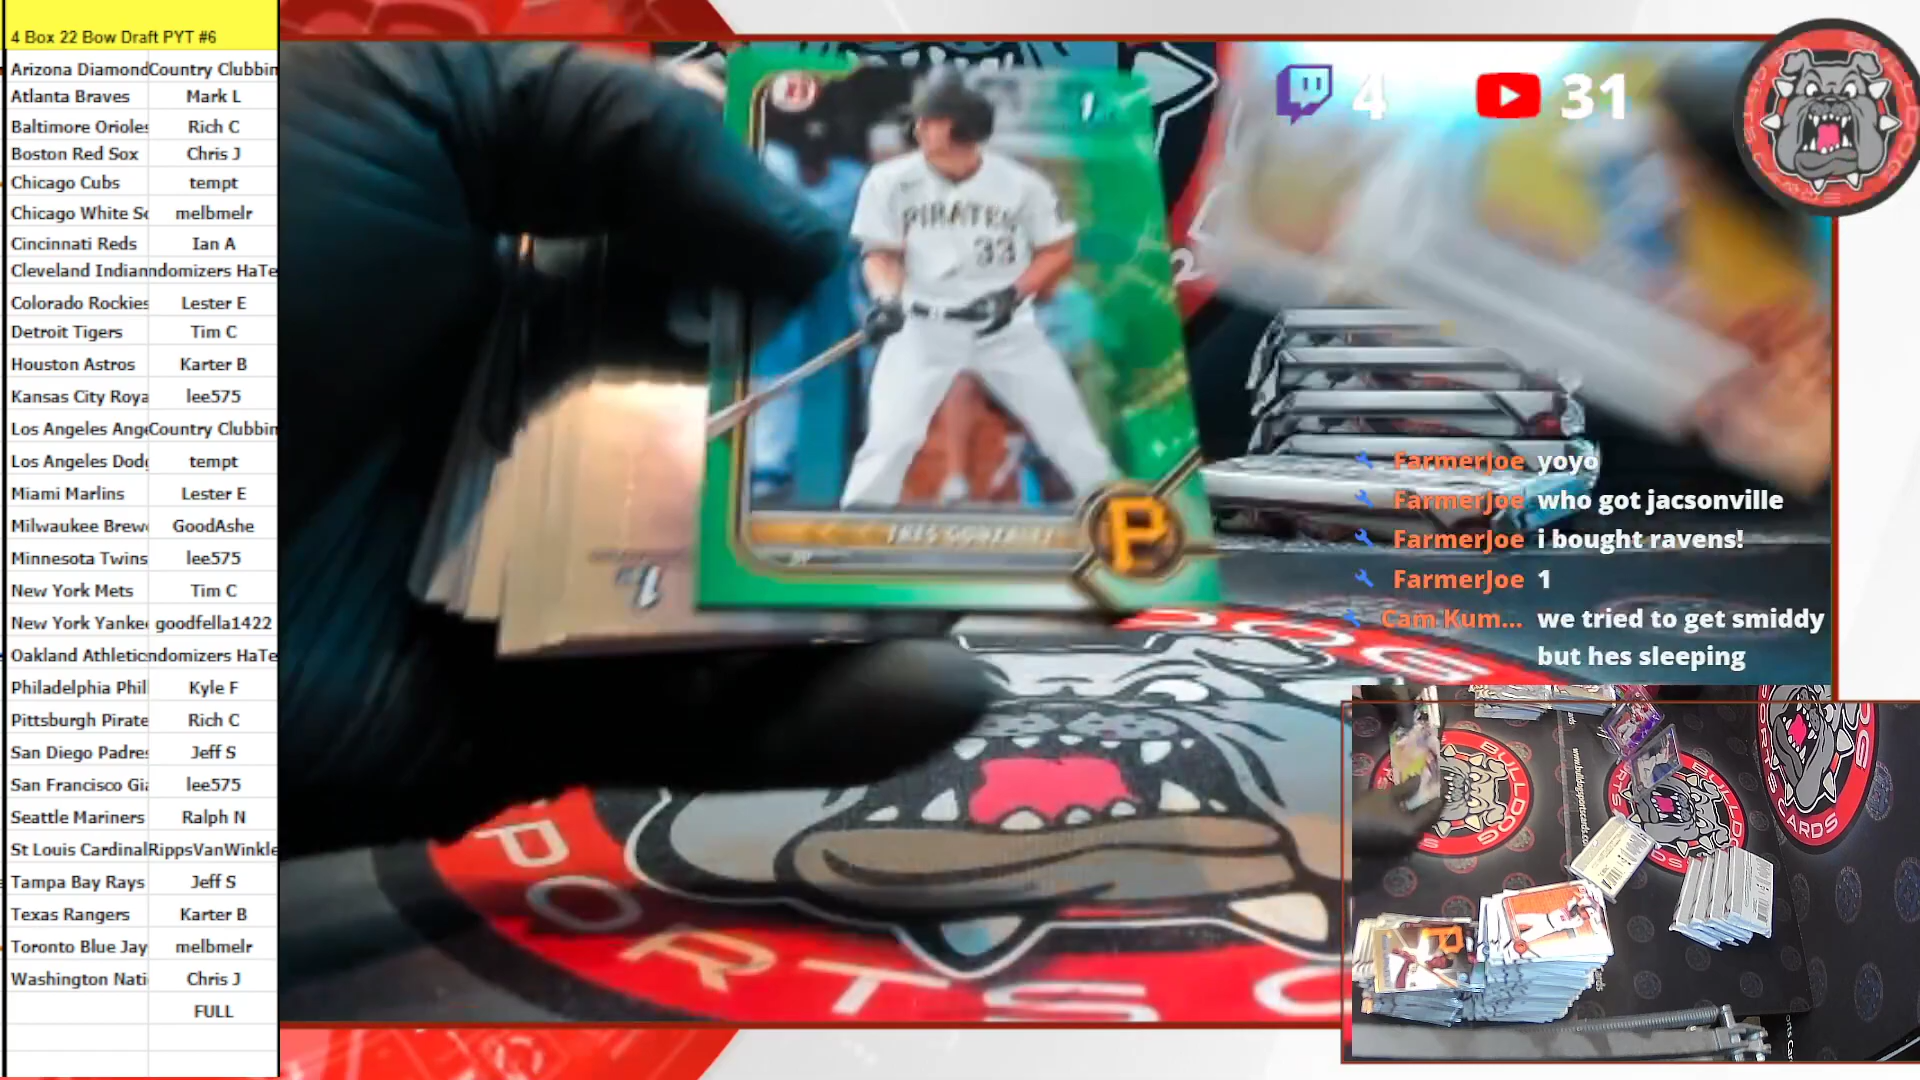 4 Box 22 Bow Draft PYT #6
Arizona Diamond Country Clubbin
Atlanta Braves Mark L
Baltimore Orioles Rich C
Boston Red Sox Chris J
Chicago Cubs tempt
Chicago White So melbmelr
Cincinnati Reds Ian A
Cleveland Indian ndomizers HaTe
Colorado Rockies Lester E
Detroit Tigers Tim C
Houston Astros Karter B
Kansas City Roya lee575
Los Angeles Ang Country Clubbin
Los Angeles Dodg tempt
Miami Marlins Lester E
Milwaukee Brew GoodAshe
Minnesota Twins lee575
New York Mets Tim C
New York Yankee goodfella1422
Oakland Athletic ndomizers HaTe
Philadelphia Phil Kyle F
Pittsburgh Pirate Rich C
San Diego Padres Jeff S
San Francisco Gia lee575
Seattle Mariners Ralph N
St Louis Cardinal RippsVanWinkle
Tampa Bay Rays Jeff S
Texas Rangers Karter B
Toronto Blue Jay melbmelr
Washington Nati Chris J
FULL
4
31
PIRATES
33
P
FarmerJoe yoyo
FarmerJoe who got jacsonville
FarmerJoe i bought ravens!
FarmerJoe 1
Cam Kum... we tried to get smiddy
but hes sleeping
PORTS C
BULLDOG